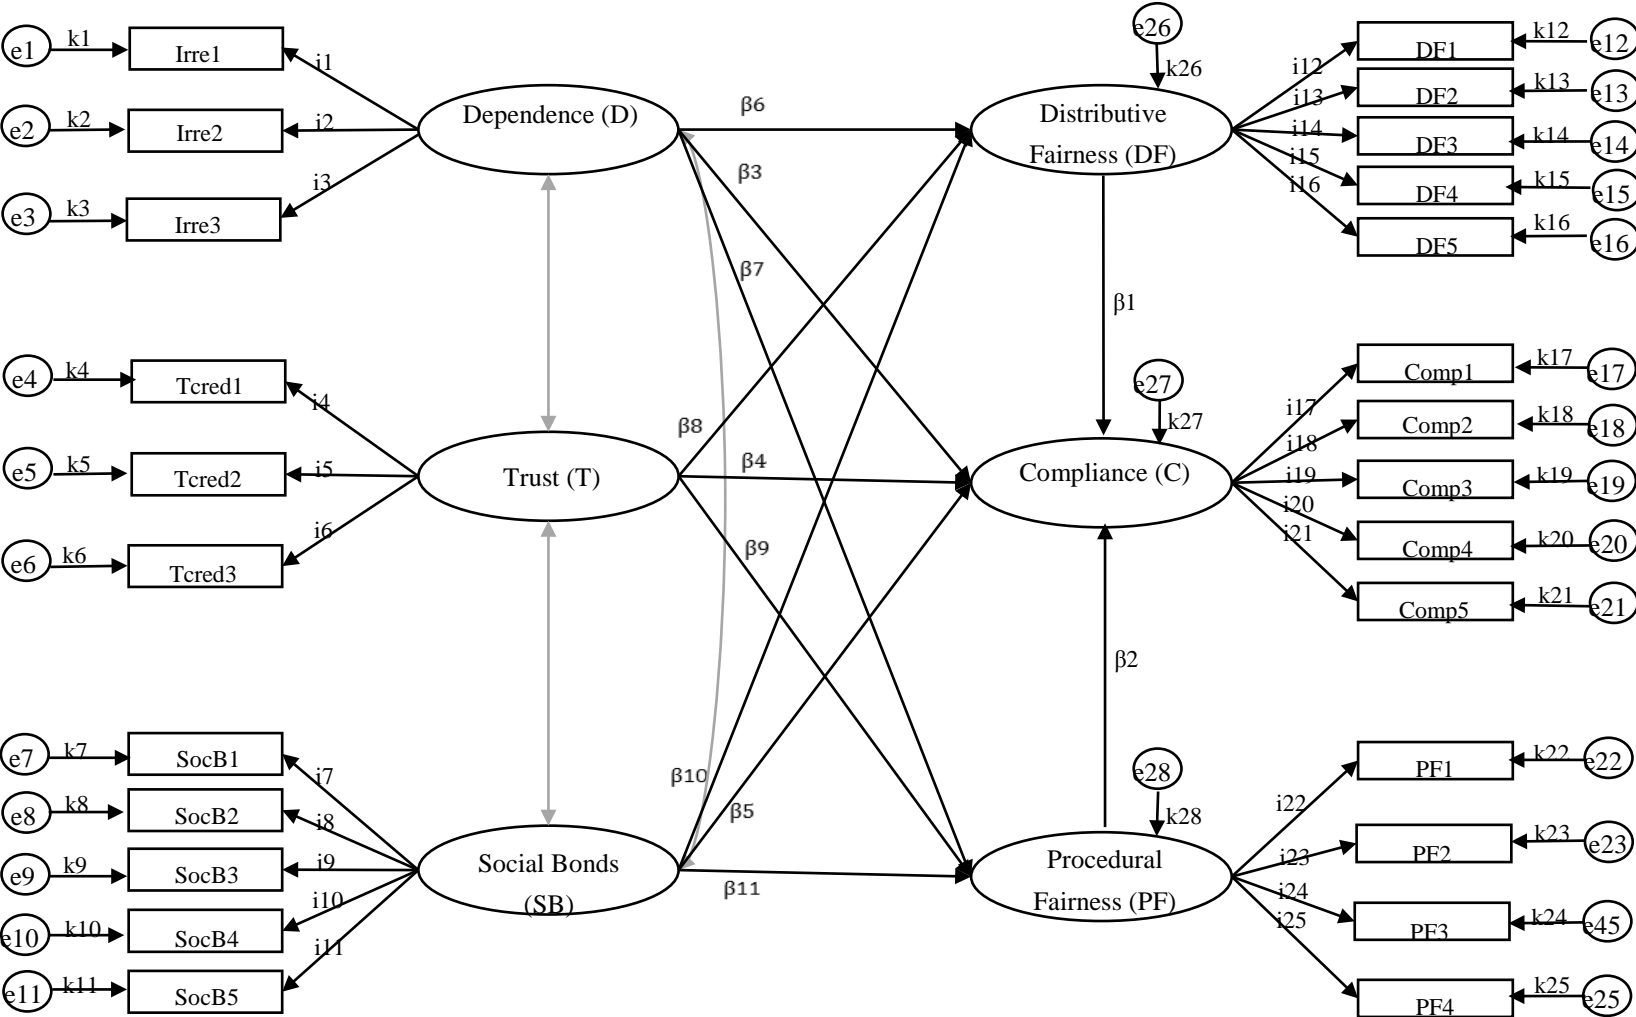 e1
k1
Irre1
i1
e2
k2
Irre2
i2
e3
k3
Irre3
i3
e4
k4
Tcred1
i4
e5
k5
Tcred2
i5
e6
k6
Tcred3
i6
e7
k7
SocB1
i7
e8
k8
SocB2
i8
e9
k9
SocB3
i9
e10
k10
SocB4
i10
e11
k11
SocB5
i11
Dependence (D)
Trust (T)
Social Bonds
(SB)
β6
β3
β7
β8
β4
β9
β10
β5
β11
e26
k26
Distributive
Fairness (DF)
β1
e27
k27
Compliance (C)
β2
e28
k28
Procedural
Fairness (PF)
i12
DF1
k12
e12
i13
DF2
k13
e13
i14
DF3
k14
e14
i15
DF4
k15
e15
i16
DF5
k16
e16
i17
Comp1
k17
e17
i18
Comp2
k18
e18
i19
Comp3
k19
e19
i20
Comp4
k20
e20
i21
Comp5
k21
e21
i22
PF1
k22
e22
i23
PF2
k23
e23
i24
PF3
k24
e45
i25
PF4
k25
e25